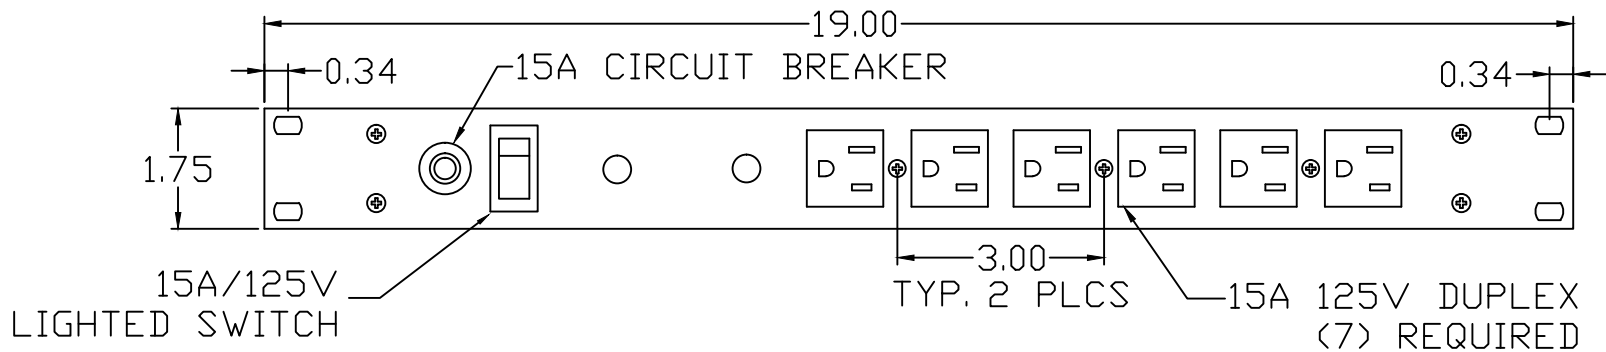 19.00
0.34
15A CIRCUIT BREAKER
0.34
1.75
3.00
TYP. 2 PLCS
15A/125V
LIGHTED SWITCH
15A 125V DUPLEX
(7) REQUIRED